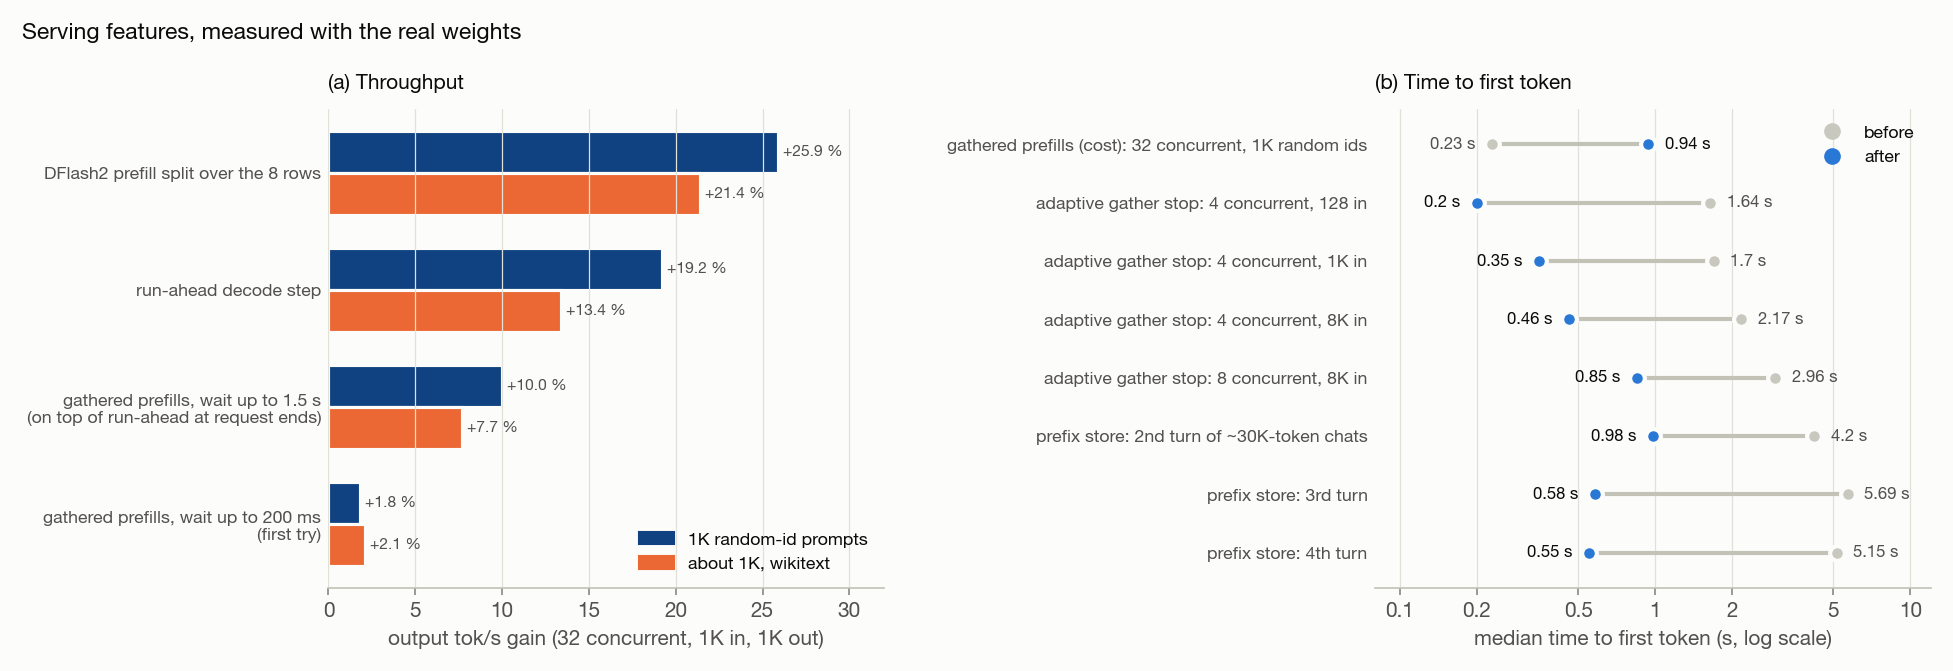 Serving features, measured with the real weights
(a) Throughput
DFlash2 prefill split over the 8 rows
+25.9 %
+21.4 %
run-ahead decode step
+19.2 %
+13.4 %
gathered prefills, wait up to 1.5 s
(on top of run-ahead at request ends)
+10.0 %
+7.7 %
gathered prefills, wait up to 200 ms
(first try)
+1.8 %
+2.1 %
1K random-id prompts
about 1K, wikitext
0 5 10 15 20 25 30
output tok/s gain (32 concurrent, 1K in, 1K out)
(b) Time to first token
before
after
gathered prefills (cost): 32 concurrent, 1K random ids 0.23 s 0.94 s
adaptive gather stop: 4 concurrent, 128 in 0.2 s 1.64 s
adaptive gather stop: 4 concurrent, 1K in 0.35 s 1.7 s
adaptive gather stop: 4 concurrent, 8K in 0.46 s 2.17 s
adaptive gather stop: 8 concurrent, 8K in 0.85 s 2.96 s
prefix store: 2nd turn of ~30K-token chats 0.98 s 4.2 s
prefix store: 3rd turn 0.58 s 5.69 s
prefix store: 4th turn 0.55 s 5.15 s
0.1 0.2 0.5 1 2 5 10
median time to first token (s, log scale)